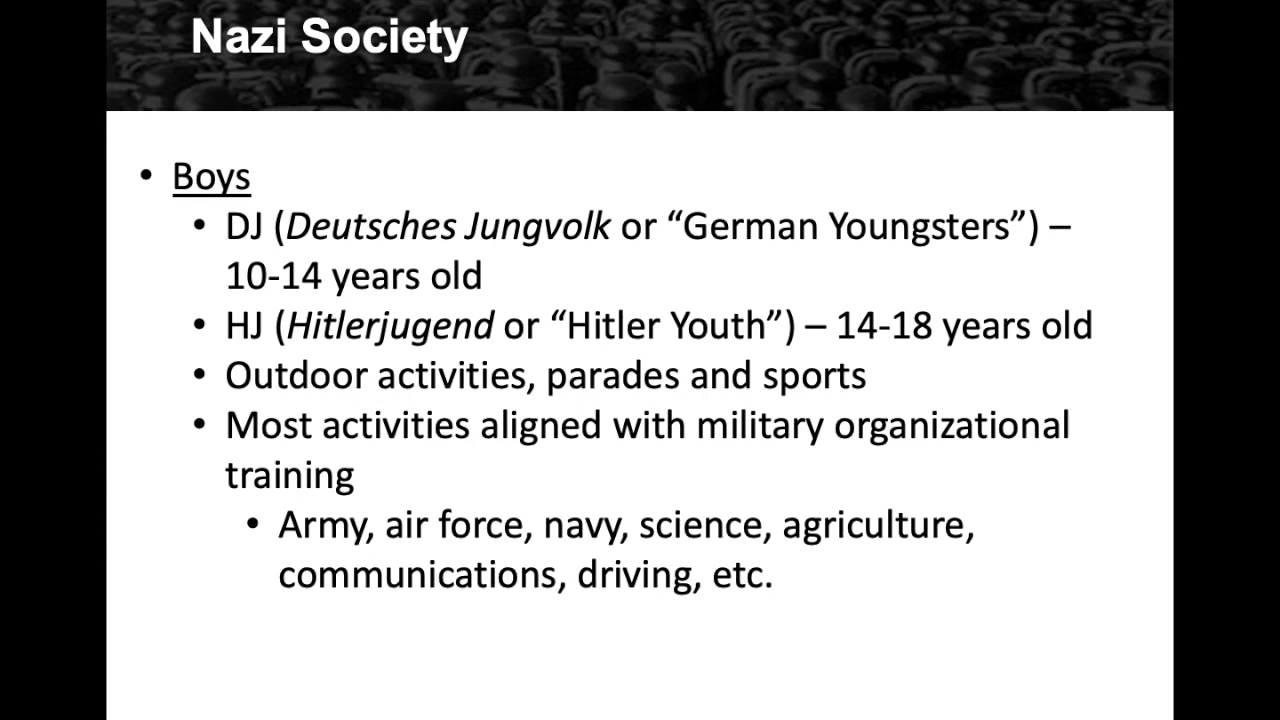 Nazi Society
• Boys
• DJ (Deutsches Jungvolk or “German Youngsters”) –
10-14 years old
• HJ (Hitlerjugend or “Hitler Youth”) – 14-18 years old
• Outdoor activities, parades and sports
• Most activities aligned with military organizational
training
• Army, air force, navy, science, agriculture,
communications, driving, etc.